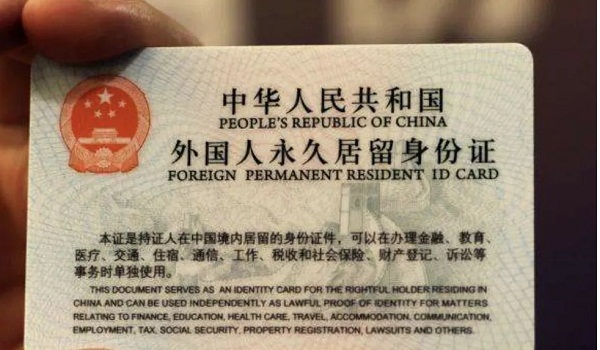 中华人民共和国
PEOPLE'S REPUBLIC OF CHINA
外国人永久居留身份证
FOREIGN PERMANENT RESIDENT ID CARD
本证是持证人在中国境内居留的身份证件，可以在办理金融、教育、
医疗、交通、住宿、通信、工作、税收和社会保险、财产登记、诉讼等
事务时单独使用。
THIS DOCUMENT SERVES AS AN IDENTITY CARD FOR THE RIGHTFUL HOLDER RESIDING IN
CHINA AND CAN BE USED INDEPENDENTLY AS LAWFUL PROOF OF IDENTITY FOR MATTERS
RELATING TO FINANCE, EDUCATION, HEALTH CARE, TRAVEL, ACCOMMODATION, COMMUNICATION,
EMPLOYMENT, TAX, SOCIAL SECURITY, PROPERTY REGISTRATION, LAWSUITS AND OTHERS.